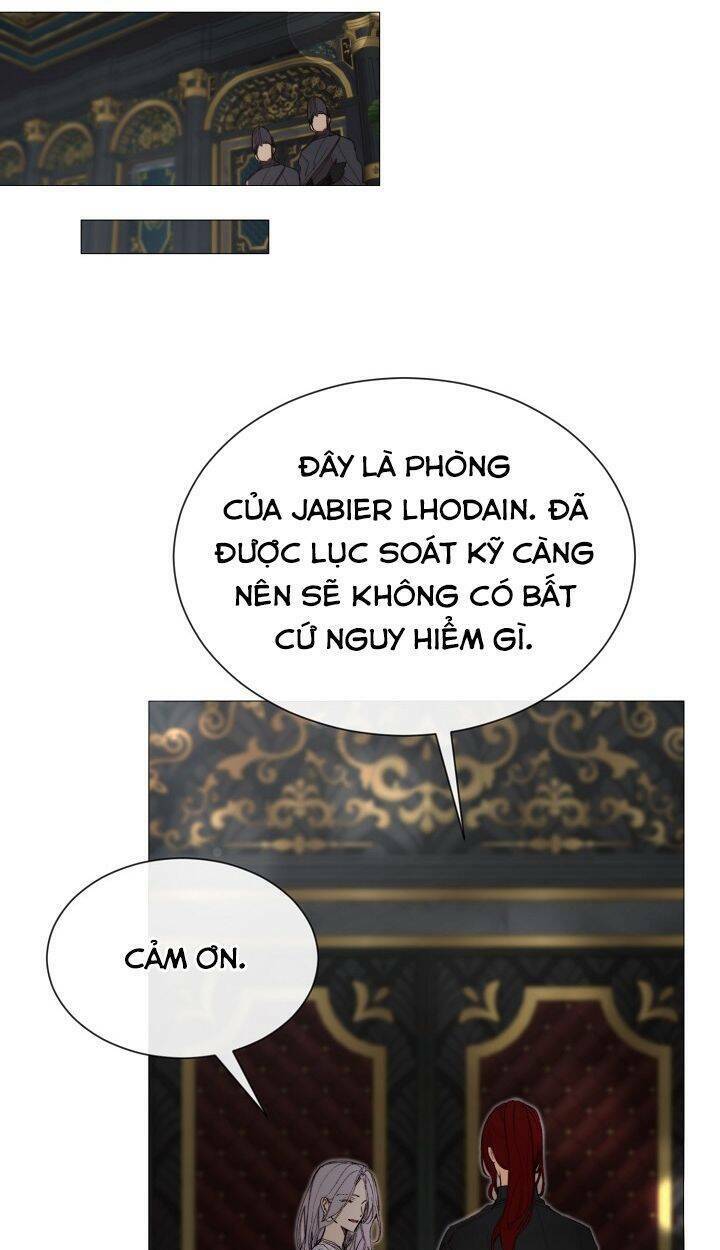 ĐÂY LÀ PHÒNG
CỦA JABIER LHODAIN. ĐÃ
ĐƯỢC LỤC SOÁT KỸ CÀNG
NÊN SẼ KHÔNG CÓ BẤT
CỨ NGUY HIỂM GÌ.
CẢM ƠN.